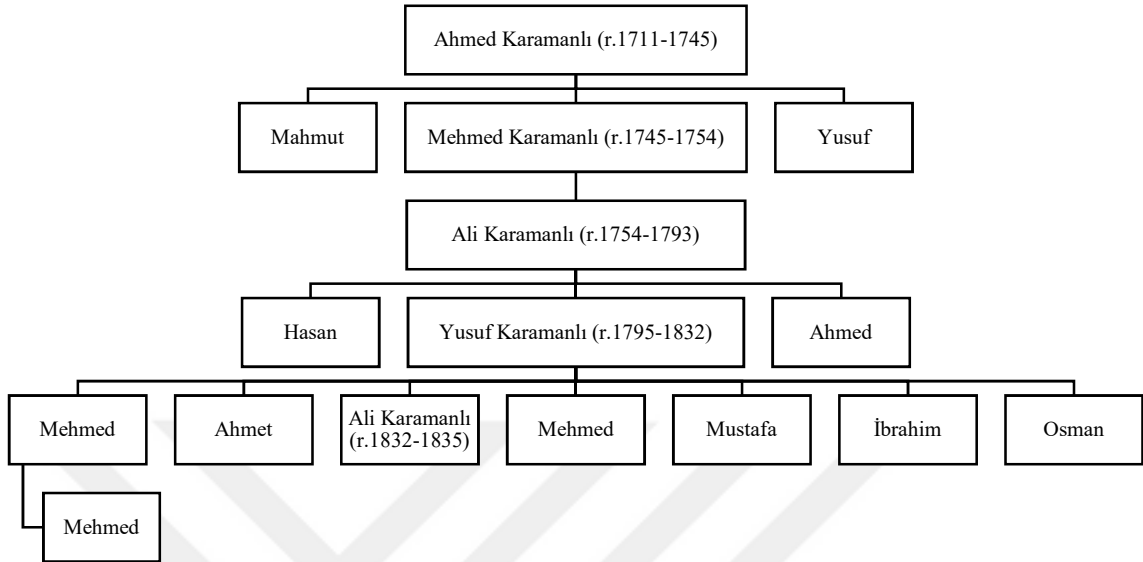 Ahmed Karamanlı (r.1711-1745)
Mahmut
Mehmed Karamanlı (r.1745-1754)
Yusuf
Ali Karamanlı (r.1754-1793)
Hasan
Yusuf Karamanlı (r.1795-1832)
Ahmed
Mehmed
Ahmet
Ali Karamanlı
(r.1832-1835)
Mehmed
Mustafa
İbrahim
Osman
Mehmed